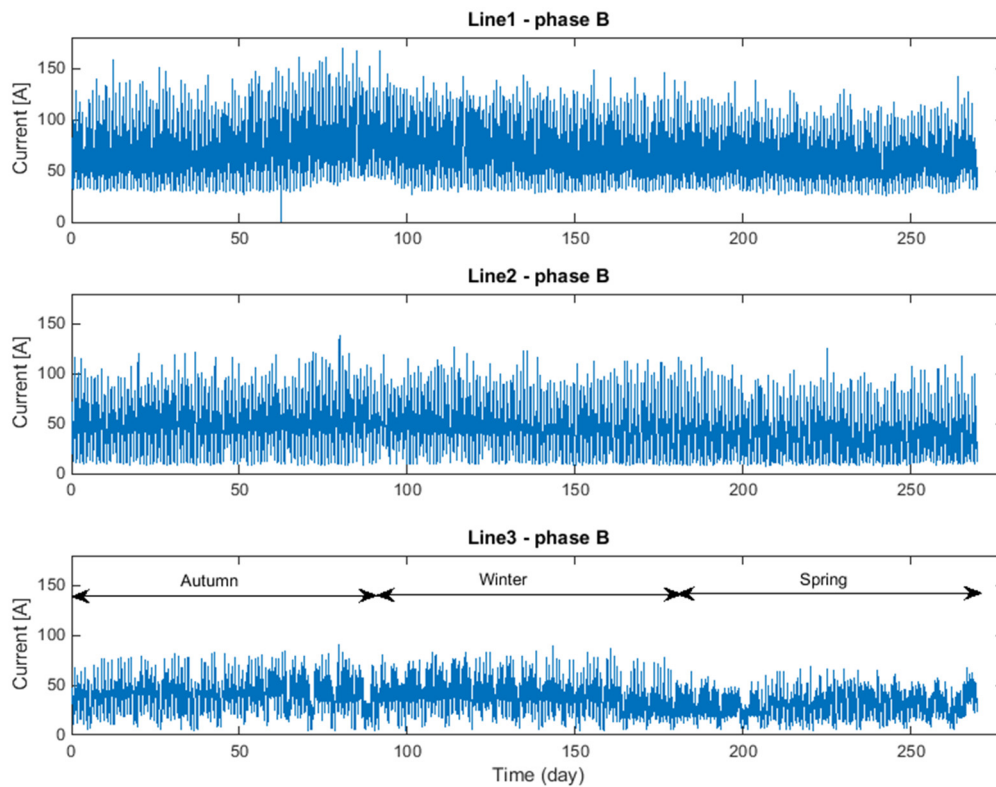 Line1 - phase B
Current [A]
150
100
50
0
0 50 100 150 200 250
Line2 - phase B
Current [A]
150
100
50
0
0 50 100 150 200 250
Line3 - phase B
Current [A]
150
100
50
0
Autumn Winter Spring
0 50 100 150 200 250
Time (day)